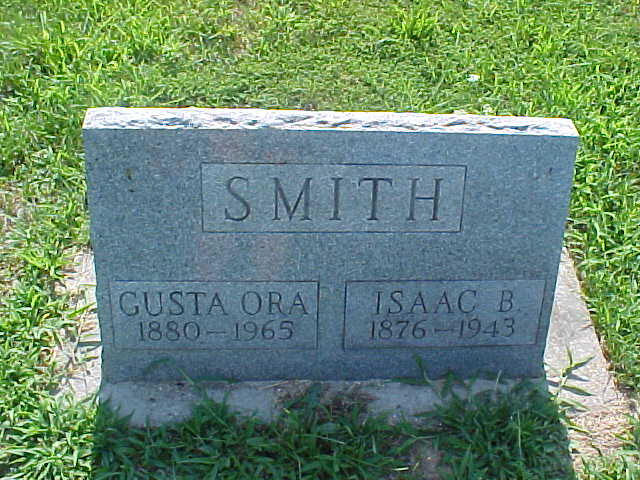 SMITH
GUSTA ORA
1880–1965
ISAAC B.
1876–1943